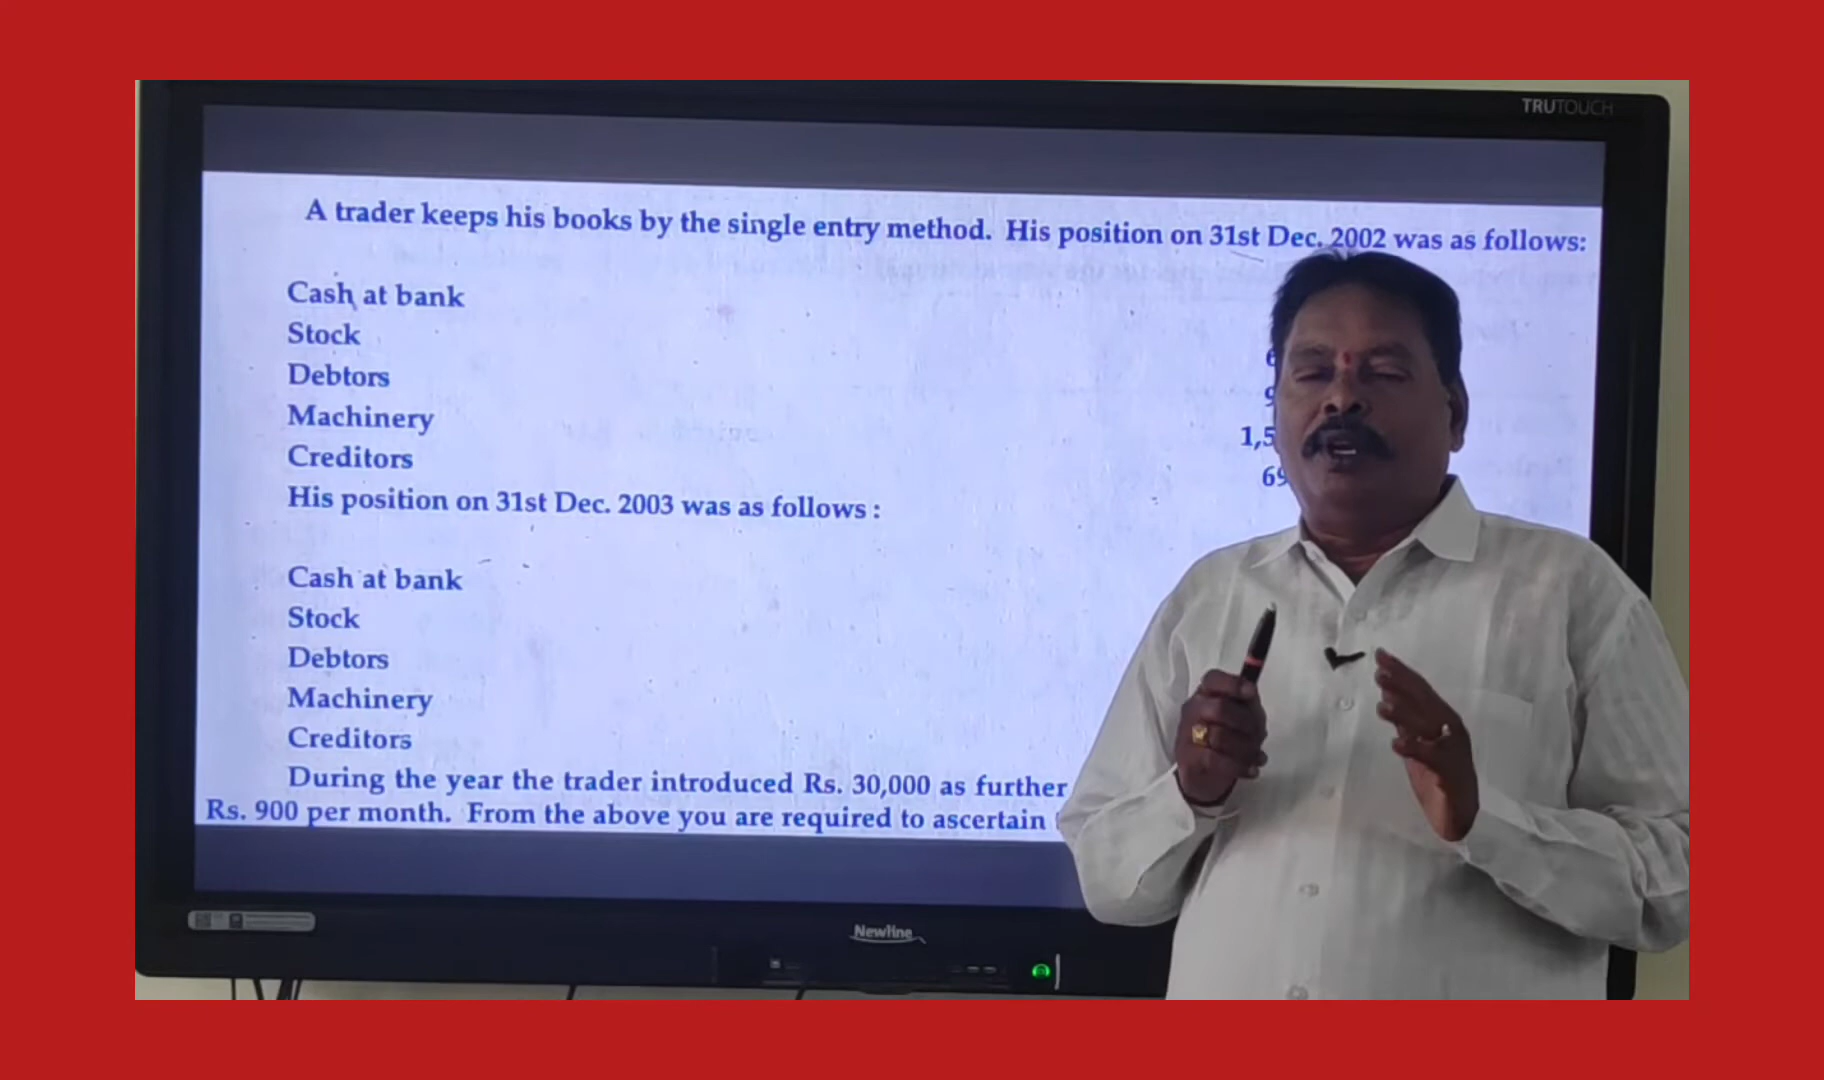 TRUTOUCH
A trader keeps his books by the single entry method. His position on 31st Dec. 2002 was as follows:
Cash at bank
Stock
Debtors
Machinery
Creditors
His position on 31st Dec. 2003 was as follows :
Cash at bank
Stock
Debtors
Machinery
Creditors
During the year the trader introduced Rs. 30,000 as further
Rs. 900 per month. From the above you are required to ascertain
Newline